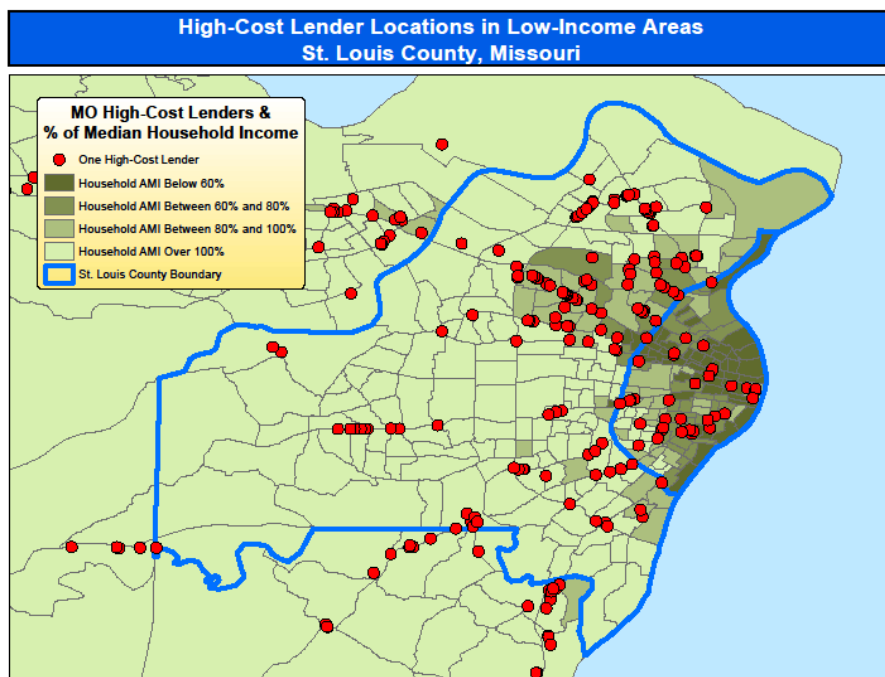 High-Cost Lender Locations in Low-Income Areas
St. Louis County, Missouri
MO High-Cost Lenders &
% of Median Household Income
One High-Cost Lender
Household AMI Below 60%
Household AMI Between 60% and 80%
Household AMI Between 80% and 100%
Household AMI Over 100%
St. Louis County Boundary